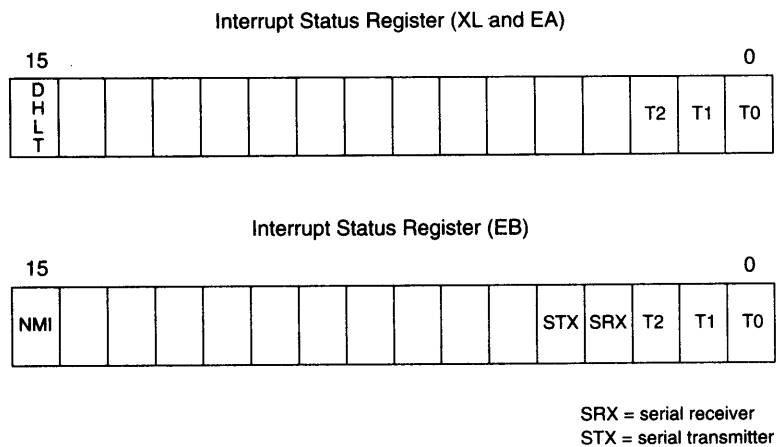 Interrupt Status Register (XL and EA)
15 0
DHLT T2 T1 T0
Interrupt Status Register (EB)
15 0
NMI STX SRX T2 T1 T0
SRX = serial receiver
STX = serial transmitter